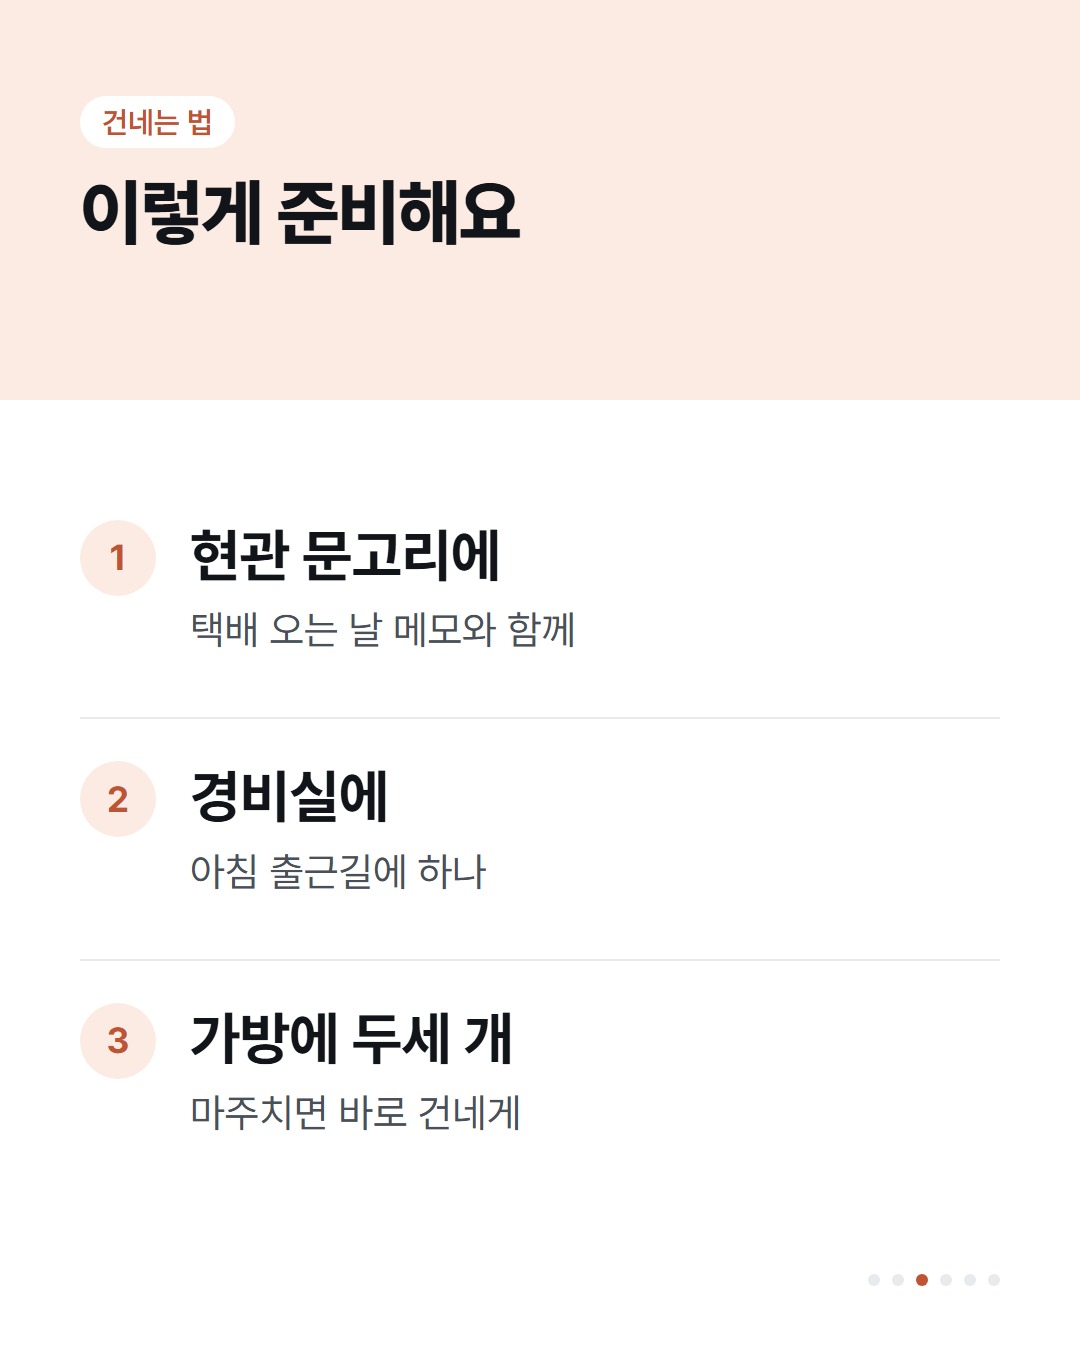 건네는 법
이렇게 준비해요
1
현관 문고리에
택배 오는 날 메모와 함께
2
경비실에
아침 출근길에 하나
3
가방에 두세 개
마주치면 바로 건네게